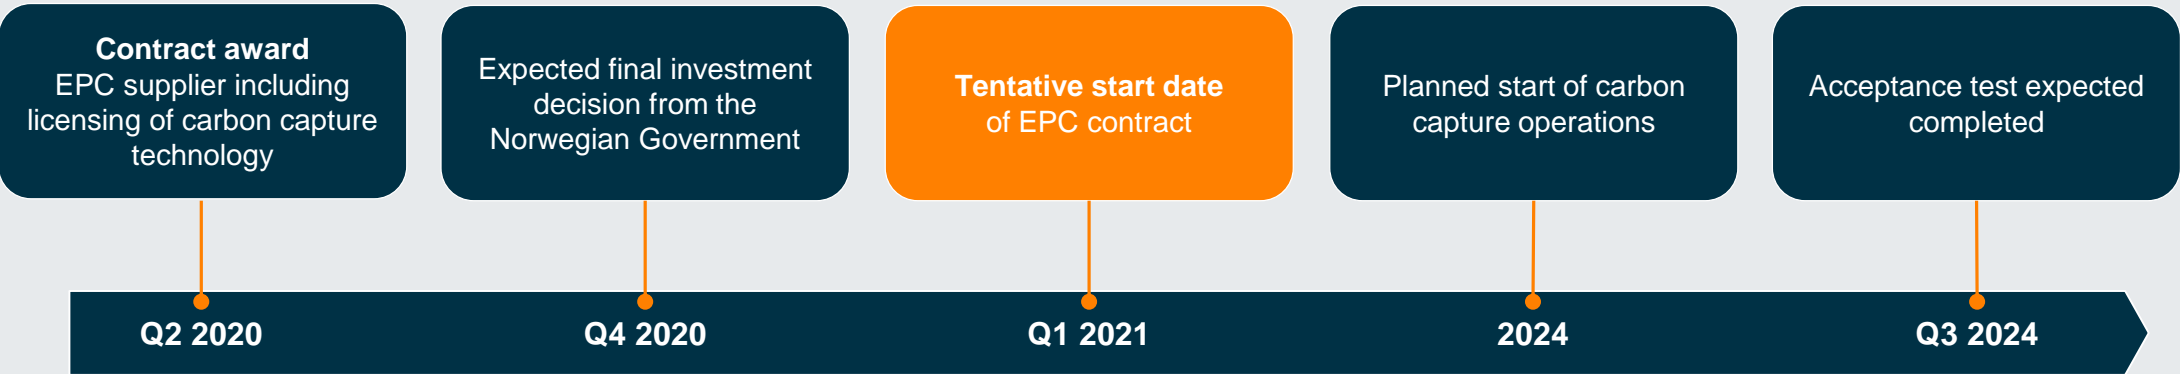 Contract award
EPC supplier including
licensing of carbon capture
technology
Expected final investment
decision from the
Norwegian Government
Tentative start date
of EPC contract
Planned start of carbon
capture operations
Acceptance test expected
completed
Q2 2020
Q4 2020
Q1 2021
2024
Q3 2024